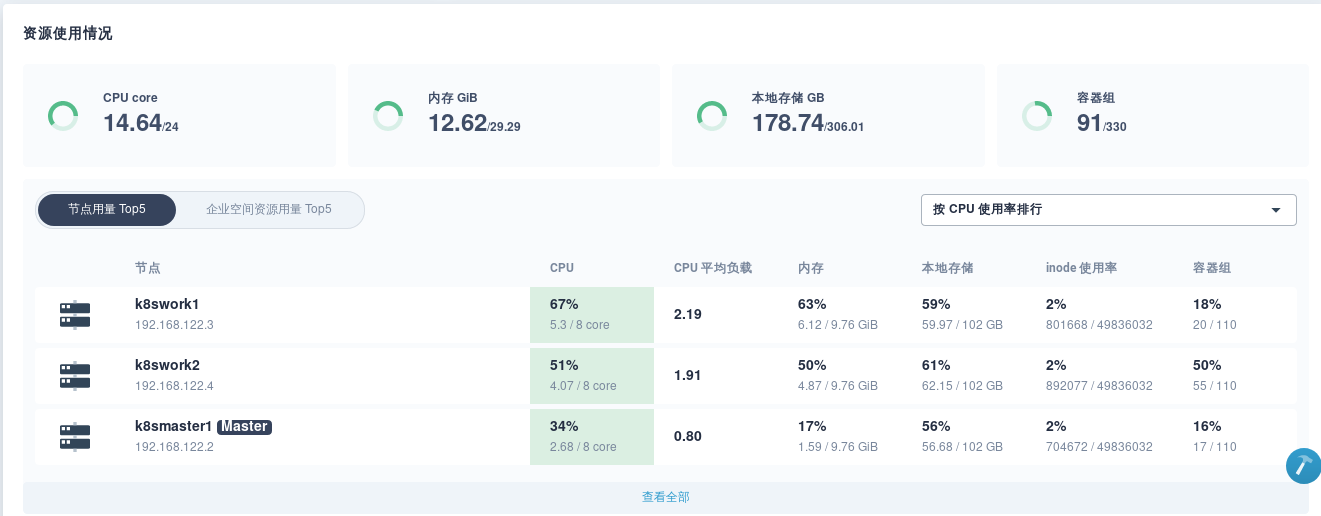 资源使用情况
CPU core
14.64/24
内存 GiB
12.62/29.29
本地存储 GB
178.74/306.01
容器组
91/330
节点用量 Top5
企业空间资源用量 Top5
按 CPU 使用率排行
节点 CPU CPU 平均负载 内存 本地存储 inode 使用率 容器组
k8swork1 67% 2.19 63% 59% 2% 18%
192.168.122.3 5.3 / 8 core 6.12 / 9.76 GiB 59.97 / 102 GB 801668 / 49836032 20 / 110
k8swork2 51% 1.91 50% 61% 2% 50%
192.168.122.4 4.07 / 8 core 4.87 / 9.76 GiB 62.15 / 102 GB 892077 / 49836032 55 / 110
k8smaster1 Master 34% 0.80 17% 56% 2% 16%
192.168.122.2 2.68 / 8 core 1.59 / 9.76 GiB 56.68 / 102 GB 704672 / 49836032 17 / 110
查看全部